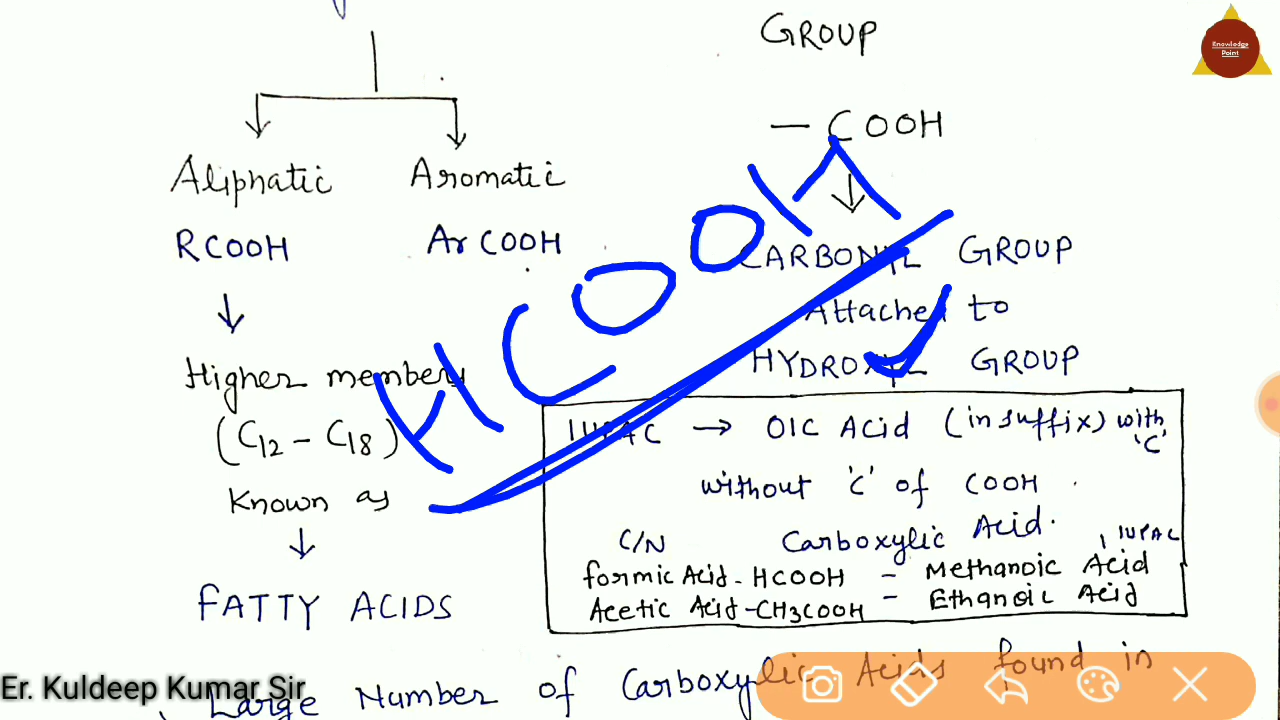 GROUP
Knowledge
Point
— COOH
Aliphatic Aromatic
RCOOH ArCOOH
CARBONYL GROUP
Attached to
HYDROXYL GROUP
Higher members
(C12 - C18)
Known as
FATTY ACIDS
HCOOH
IUPAC → OIC Acid (in suffix) with 'C'
without 'C' of COOH
Carboxylic Acid.
C/N IUPAC
formic Acid - HCOOH - Methanoic Acid
Acetic Acid - CH3COOH - Ethanoic Acid
Large Number of Carboxylic Acids found in
Er. Kuldeep Kumar Sir